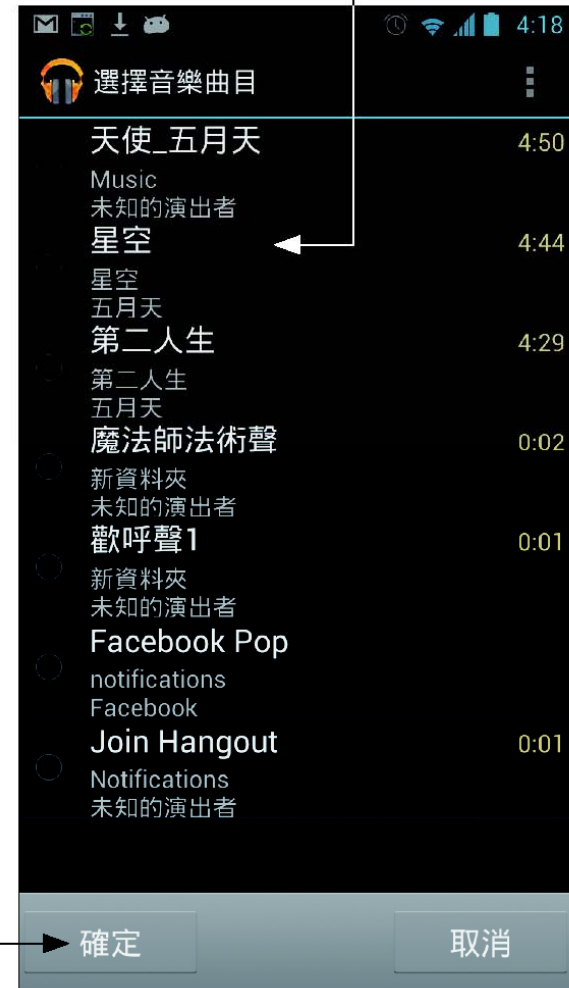 4:18
選擇音樂曲目
天使_五月天 4:50
Music
未知的演出者
星空 4:44
星空
五月天
第二人生 4:29
第二人生
五月天
魔法師法術聲 0:02
新資料夾
未知的演出者
歡呼聲1 0:01
新資料夾
未知的演出者
Facebook Pop
notifications
Facebook
Join Hangout 0:01
Notifications
未知的演出者
確定 取消